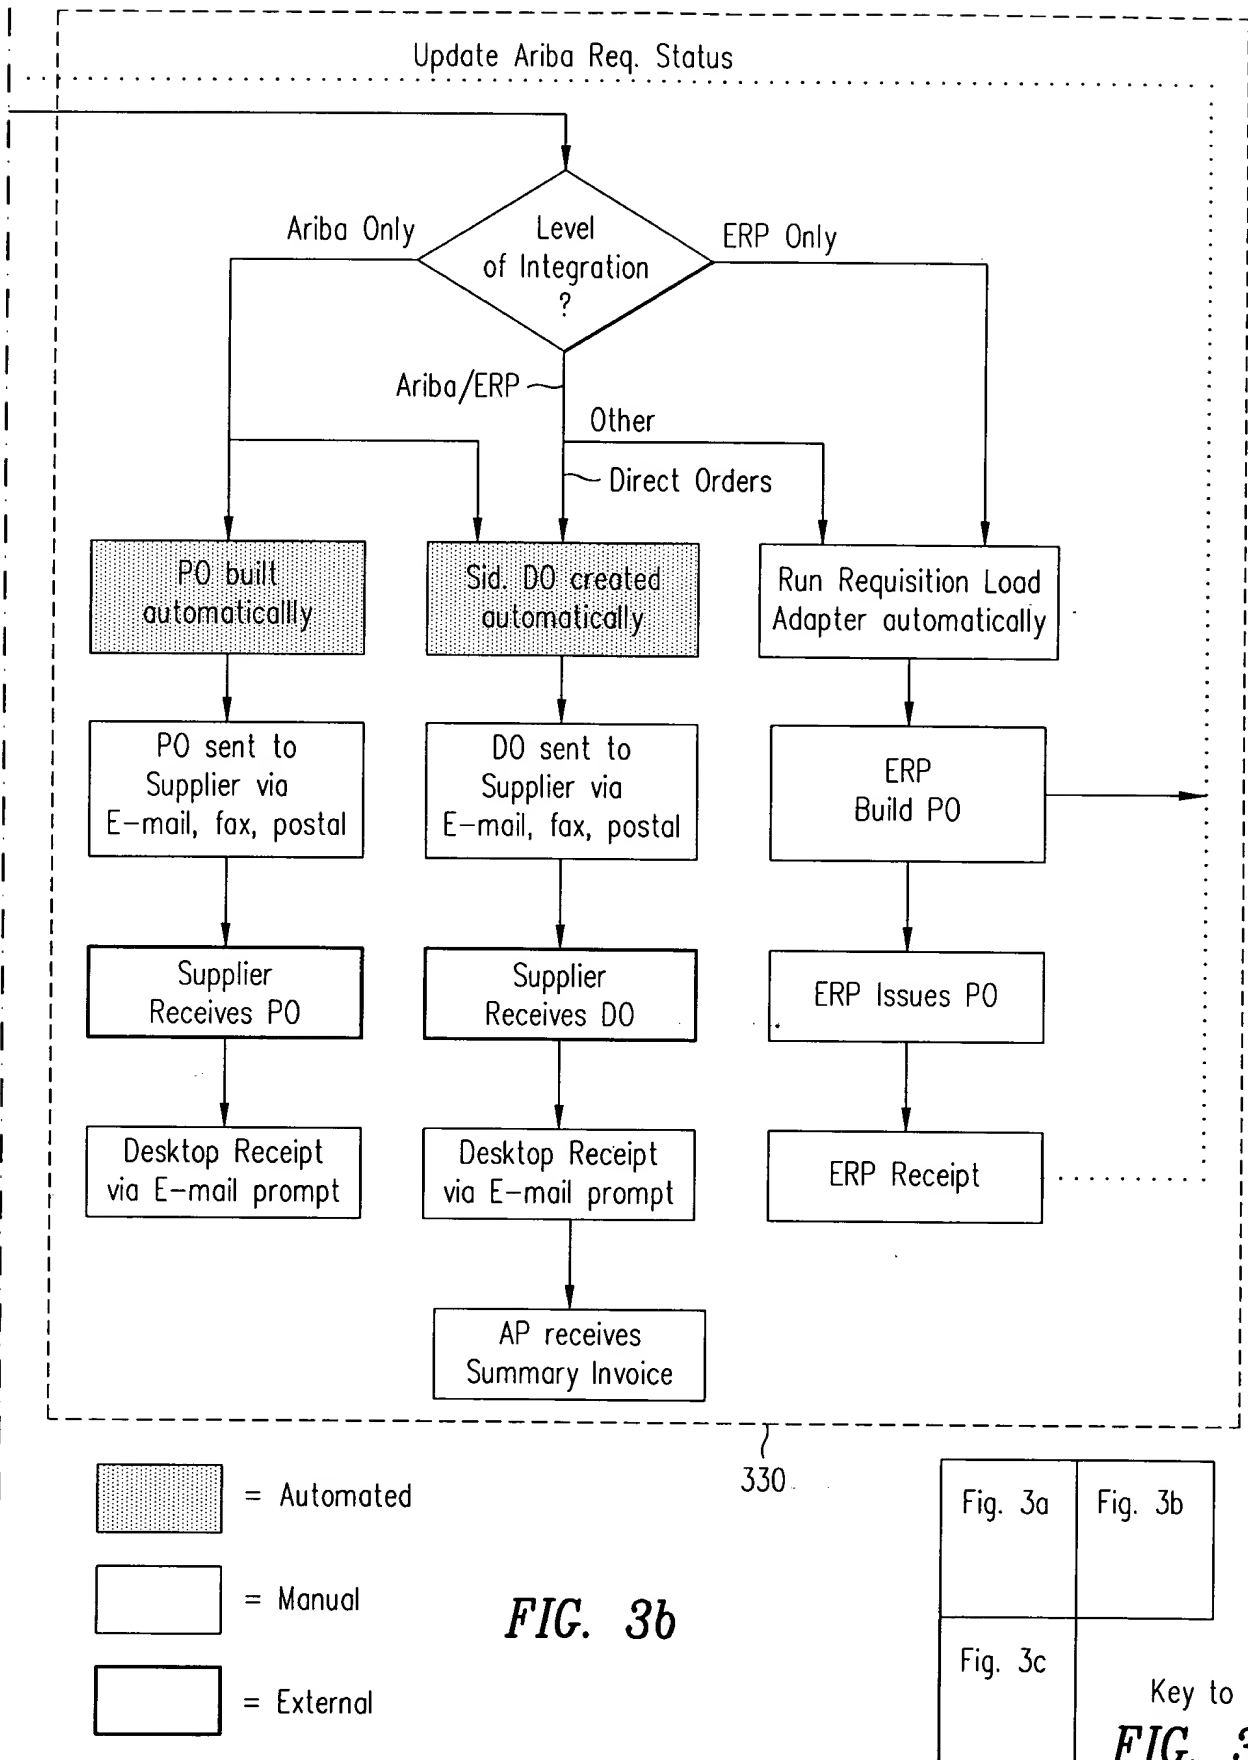 Update Ariba Req. Status
Level
of Integration
?
Ariba Only
ERP Only
Ariba/ERP
Other
Direct Orders
PO built
automaticallly
Sid. DO created
automatically
Run Requisition Load
Adapter automatically
PO sent to
Supplier via
E-mail, fax, postal
DO sent to
Supplier via
E-mail, fax, postal
ERP
Build PO
Supplier
Receives PO
Supplier
Receives DO
ERP Issues PO
Desktop Receipt
via E-mail prompt
Desktop Receipt
via E-mail prompt
ERP Receipt
AP receives
Summary Invoice
330
= Automated
= Manual
= External
FIG. 3b
Fig. 3a
Fig. 3b
Fig. 3c
Key to
FIG. 3